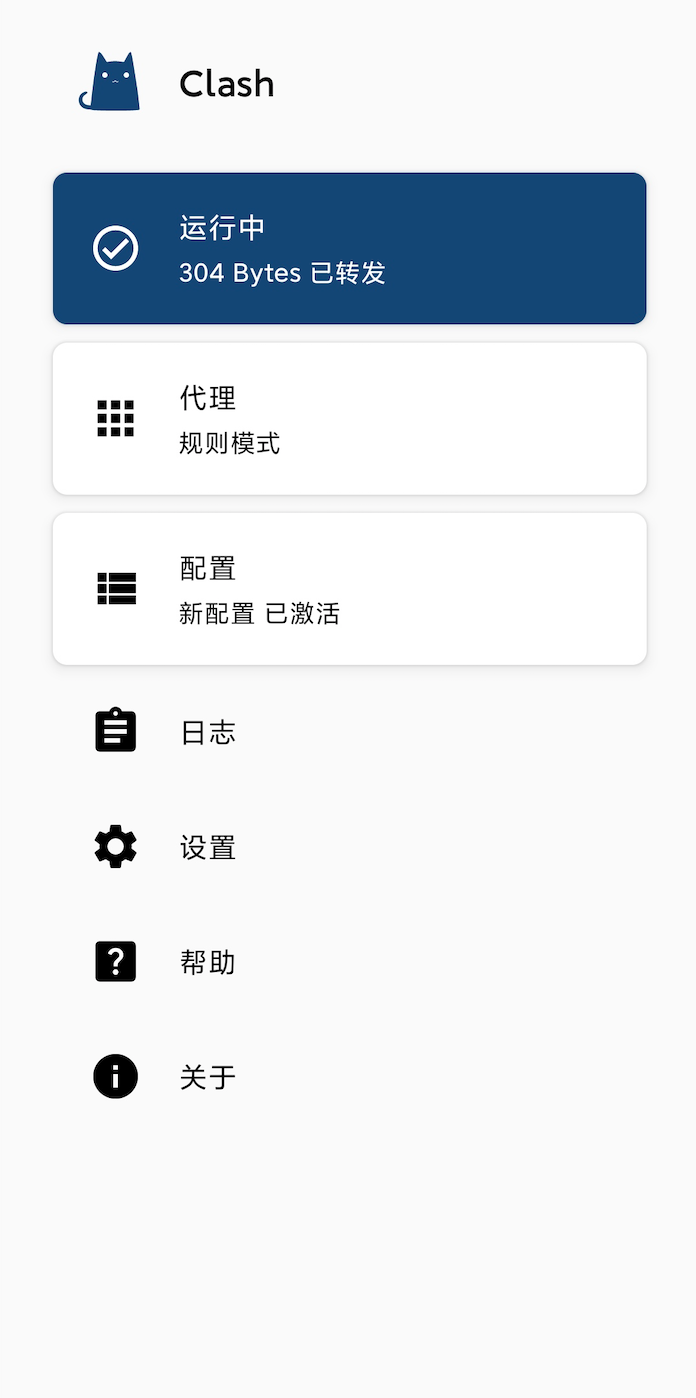 Clash
运行中
304 Bytes 已转发
代理
规则模式
配置
新配置 已激活
日志
设置
帮助
关于